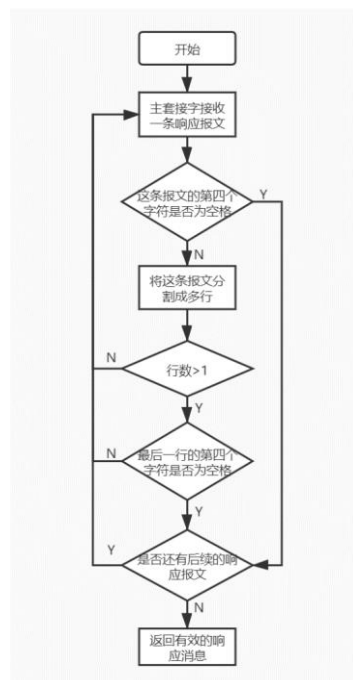 开始
主套接字接收
一条响应报文
这条报文的第四个
字符是否为空格
Y
N
将这条报文分
割成多行
N
行数>1
Y
N
最后一行的第四个
字符是否为空格
Y
Y
是否还有后续的响
应报文
N
返回有效的响
应消息